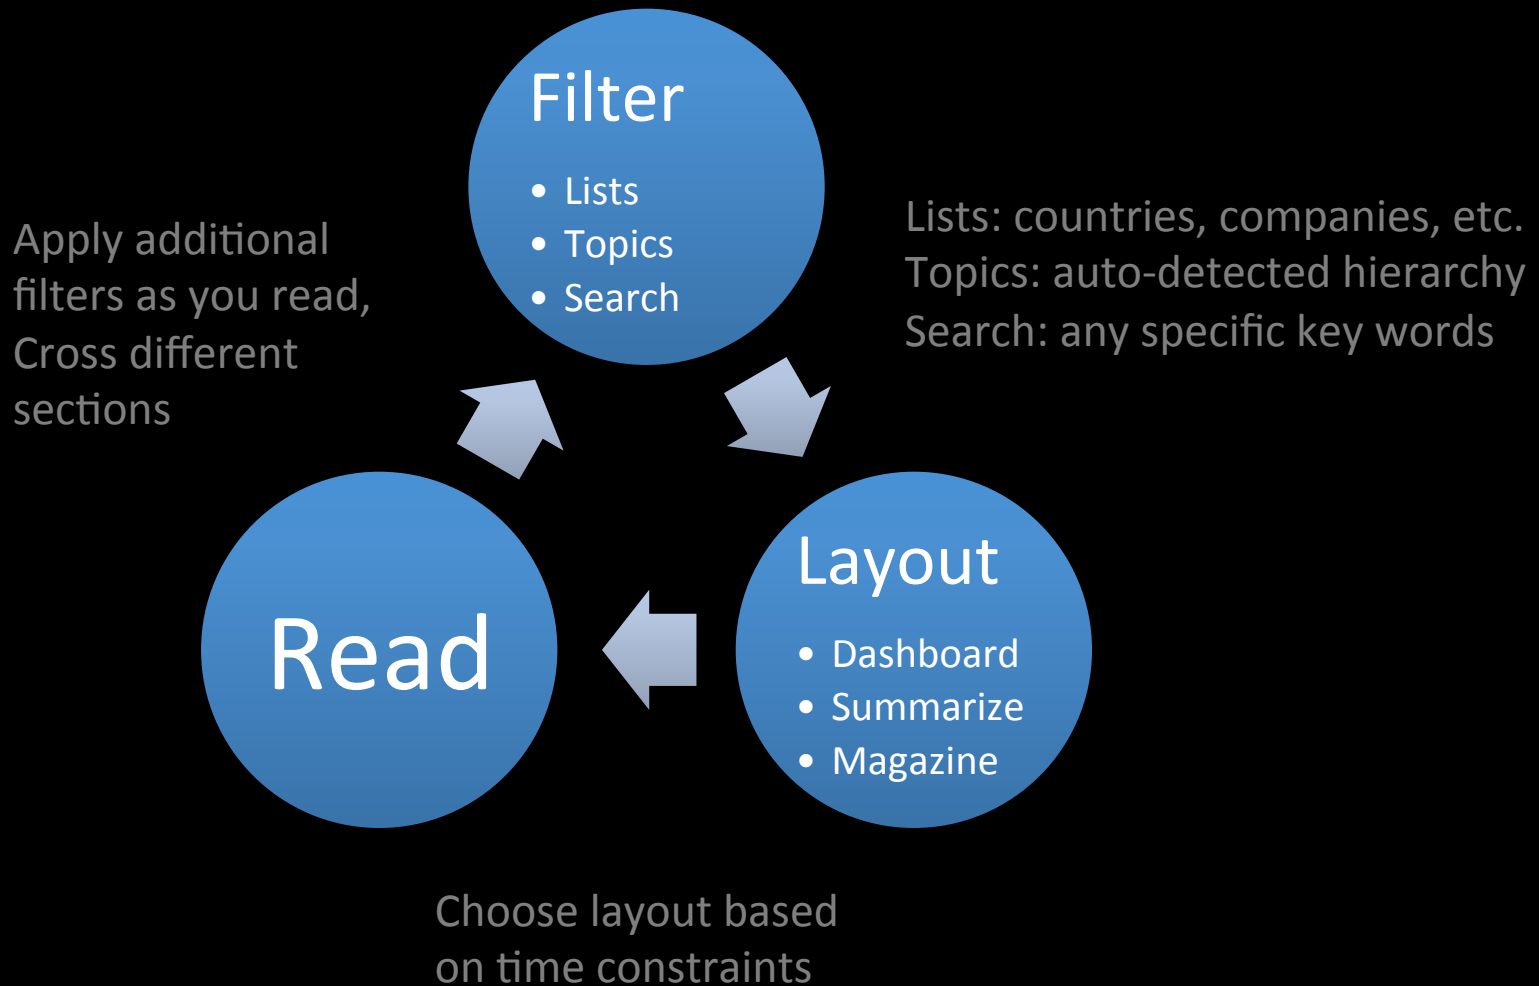 Filter
• Lists
• Topics
• Search
Lists: countries, companies, etc.
Topics: auto-detected hierarchy
Search: any specific key words
Apply additional
filters as you read,
Cross different
sections
Layout
• Dashboard
• Summarize
• Magazine
Read
Choose layout based
on time constraints